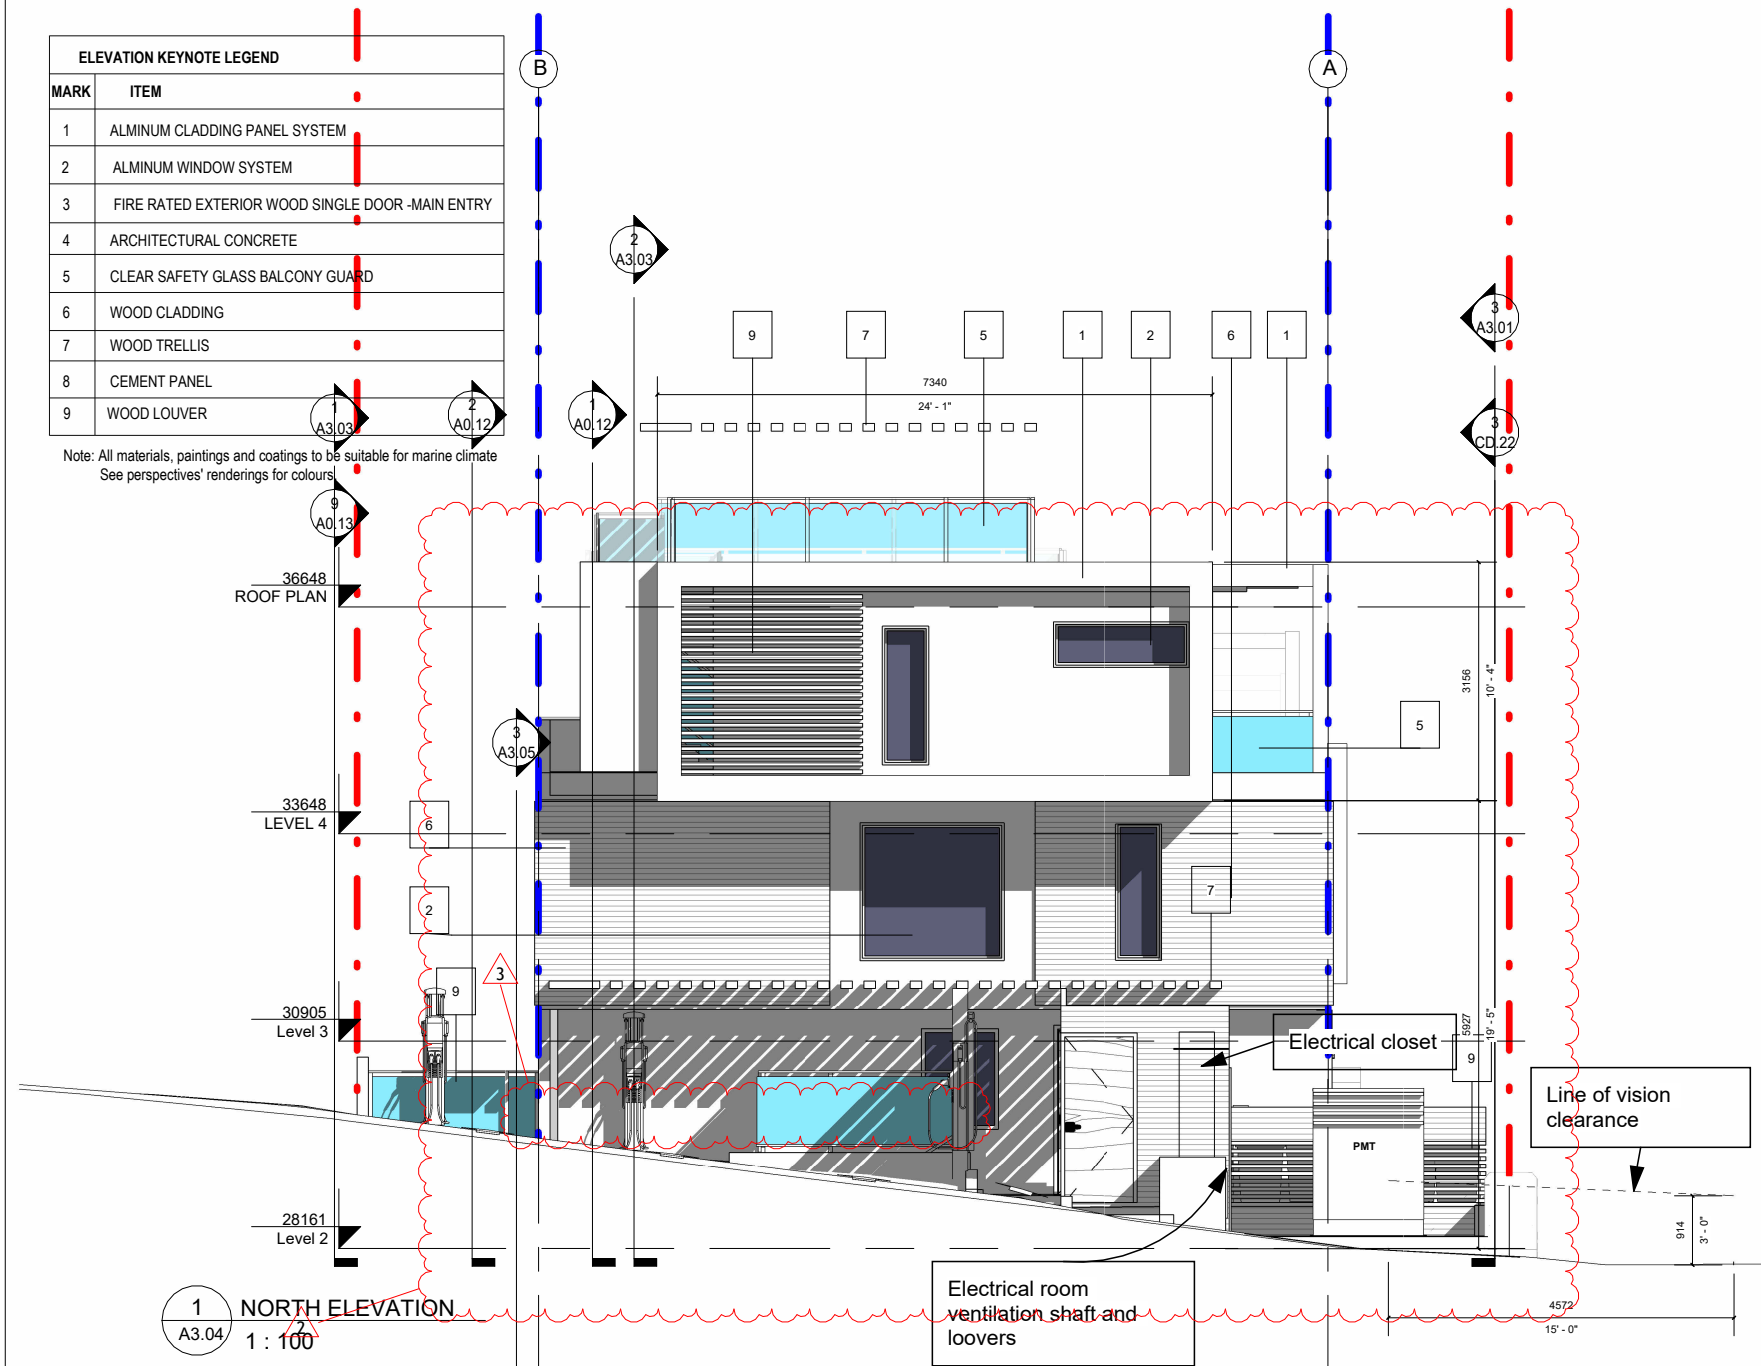 ELEVATION KEYNOTE LEGEND
MARK ITEM
1 ALMINUM CLADDING PANEL SYSTEM
2 ALMINUM WINDOW SYSTEM
3 FIRE RATED EXTERIOR WOOD SINGLE DOOR -MAIN ENTRY
4 ARCHITECTURAL CONCRETE
5 CLEAR SAFETY GLASS BALCONY GUARD
6 WOOD CLADDING
7 WOOD TRELLIS
8 CEMENT PANEL
9 WOOD LOUVER
Note: All materials, paintings and coatings to be suitable for marine climate
See perspectives' renderings for colours
B
A
2
A3.03
3
A3.01
9 7 5 1 2 6 1
7340
24' - 1"
1
A3.03
2
A0.12
1
A0.12
3
CD.22
9
A0.13
36648
ROOF PLAN
3156
10' - 4"
5
3
A3.05
33648
LEVEL 4
6
7
2
3
9
30905
Level 3
5927
19' - 5"
9
Electrical closet
Line of vision
clearance
PMT
28161
Level 2
914
3' - 0"
Electrical room
ventilation shaft and
loovers
4572
15' - 0"
1
A3.04
NORTH ELEVATION
1 : 100
2